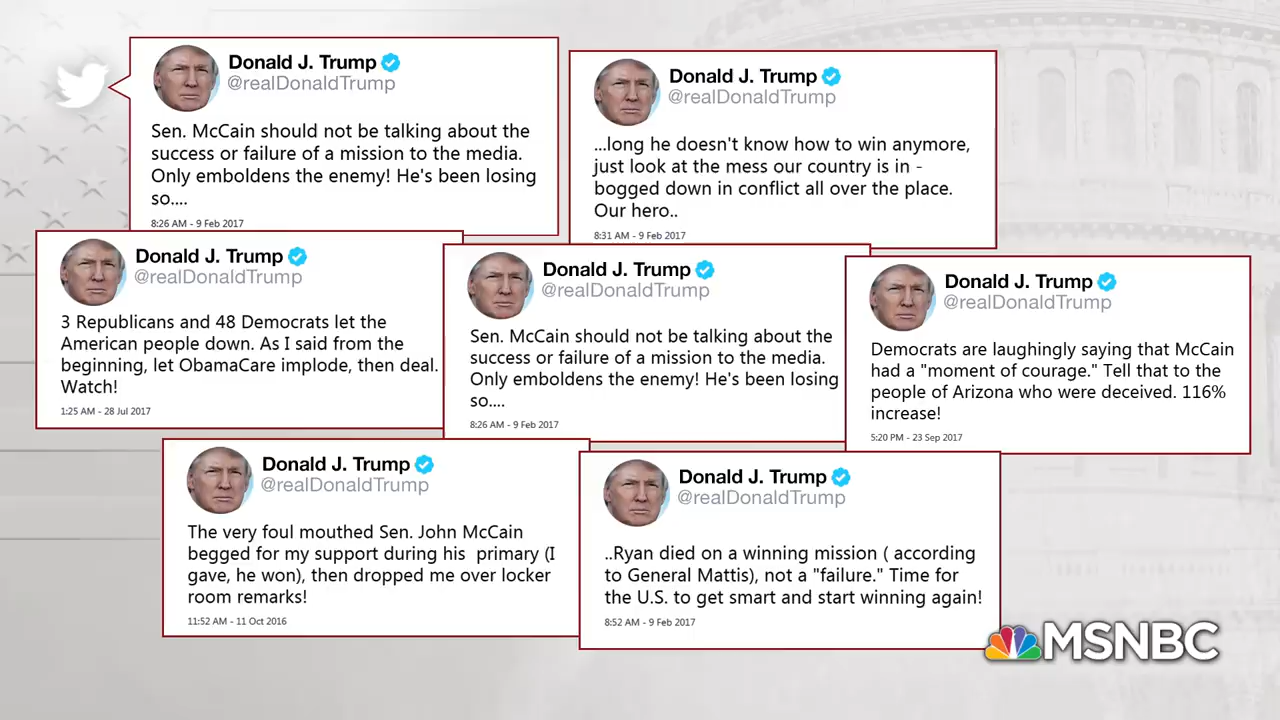 Donald J. Trump
@realDonaldTrump
Sen. McCain should not be talking about the
success or failure of a mission to the media.
Only emboldens the enemy! He's been losing
so....
8:26 AM - 9 Feb 2017
Donald J. Trump
@realDonaldTrump
...long he doesn't know how to win anymore,
just look at the mess our country is in -
bogged down in conflict all over the place.
Our hero..
8:31 AM - 9 Feb 2017
Donald J. Trump
@realDonaldTrump
3 Republicans and 48 Democrats let the
American people down. As I said from the
beginning, let ObamaCare implode, then deal.
Watch!
1:25 AM - 28 Jul 2017
Donald J. Trump
@realDonaldTrump
Sen. McCain should not be talking about the
success or failure of a mission to the media.
Only emboldens the enemy! He's been losing
so....
8:26 AM - 9 Feb 2017
Donald J. Trump
@realDonaldTrump
Democrats are laughingly saying that McCain
had a "moment of courage." Tell that to the
people of Arizona who were deceived. 116%
increase!
5:20 PM - 23 Sep 2017
Donald J. Trump
@realDonaldTrump
The very foul mouthed Sen. John McCain
begged for my support during his primary (I
gave, he won), then dropped me over locker
room remarks!
11:52 AM - 11 Oct 2016
Donald J. Trump
@realDonaldTrump
..Ryan died on a winning mission ( according
to General Mattis), not a "failure." Time for
the U.S. to get smart and start winning again!
8:52 AM - 9 Feb 2017
MSNBC